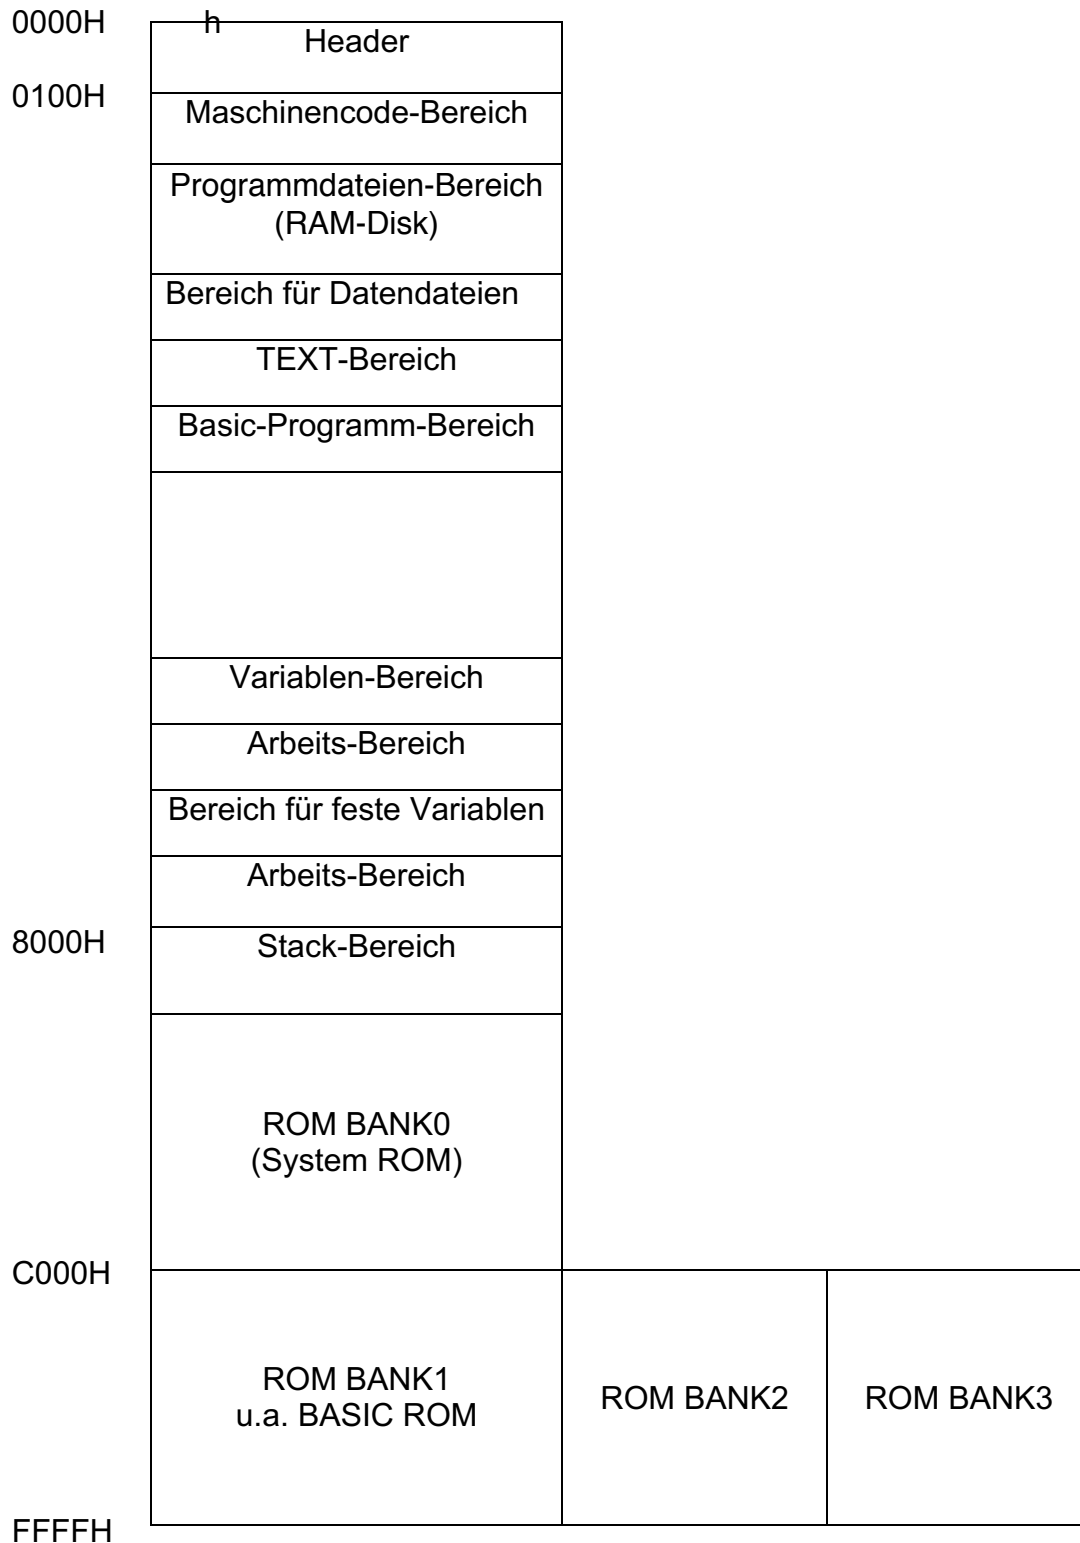 0000H
h
Header
0100H
Maschinencode-Bereich
Programmdateien-Bereich
(RAM-Disk)
Bereich für Datendateien
TEXT-Bereich
Basic-Programm-Bereich
Variablen-Bereich
Arbeits-Bereich
Bereich für feste Variablen
Arbeits-Bereich
8000H
Stack-Bereich
ROM BANK0
(System ROM)
C000H
ROM BANK1
u.a. BASIC ROM
ROM BANK2
ROM BANK3
FFFFH